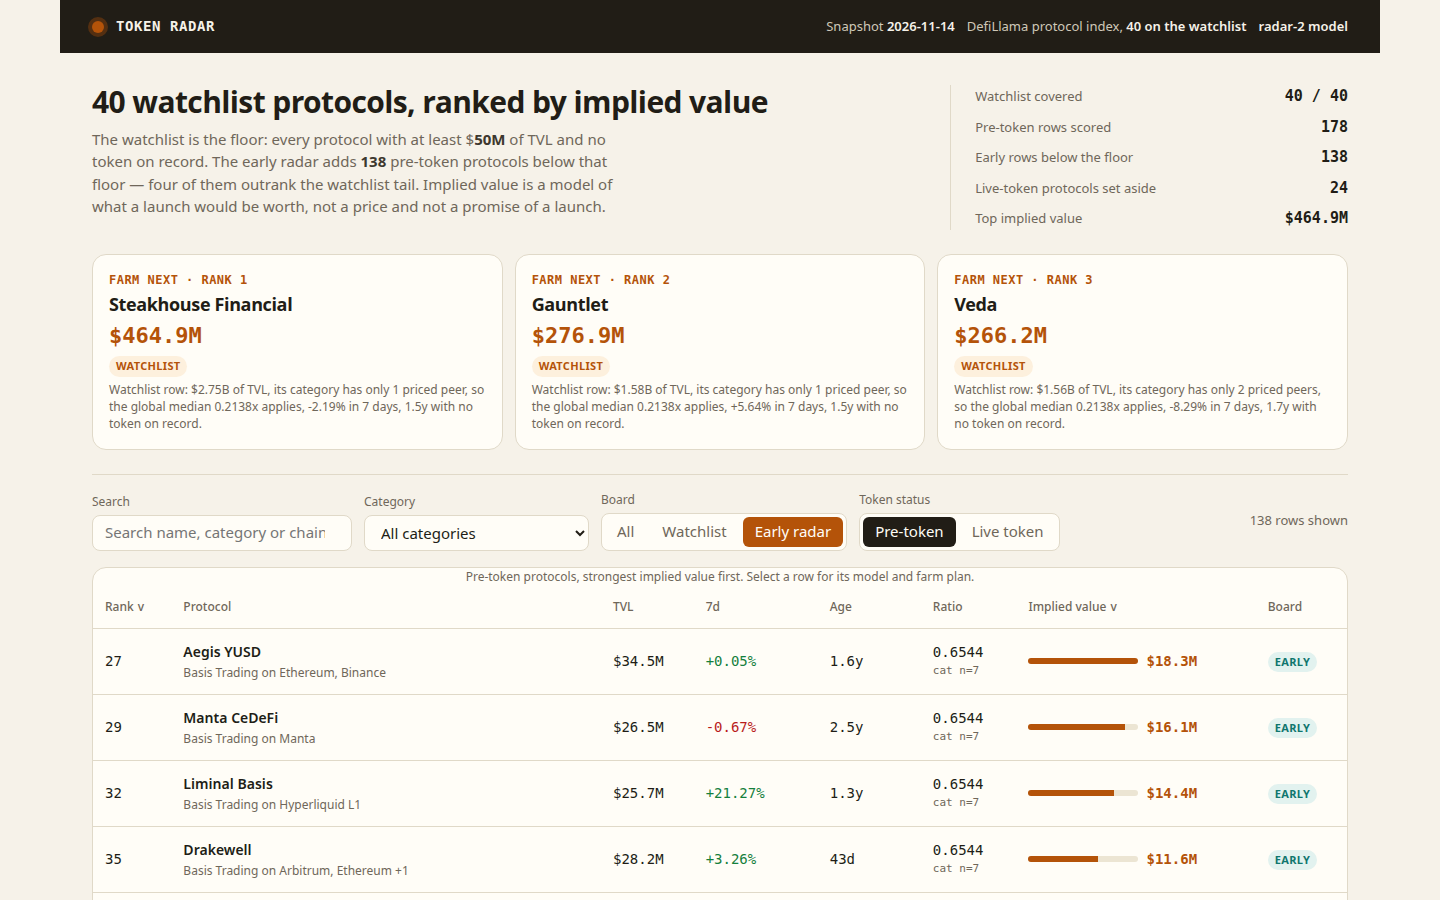 TOKEN RADAR
Snapshot 2026-11-14 DefiLlama protocol index, 40 on the watchlist radar-2 model
40 watchlist protocols, ranked by implied value
The watchlist is the floor: every protocol with at least $50M of TVL and no
token on record. The early radar adds 138 pre-token protocols below that
floor — four of them outrank the watchlist tail. Implied value is a model of
what a launch would be worth, not a price and not a promise of a launch.
Watchlist covered 40 / 40
Pre-token rows scored 178
Early rows below the floor 138
Live-token protocols set aside 24
Top implied value $464.9M
FARM NEXT · RANK 1
Steakhouse Financial
$464.9M
WATCHLIST
Watchlist row: $2.75B of TVL, its category has only 1 priced peer, so
the global median 0.2138x applies, -2.19% in 7 days, 1.5y with no
token on record.
FARM NEXT · RANK 2
Gauntlet
$276.9M
WATCHLIST
Watchlist row: $1.58B of TVL, its category has only 1 priced peer, so
the global median 0.2138x applies, +5.64% in 7 days, 1.5y with no
token on record.
FARM NEXT · RANK 3
Veda
$266.2M
WATCHLIST
Watchlist row: $1.56B of TVL, its category has only 2 priced peers,
so the global median 0.2138x applies, -8.29% in 7 days, 1.7y with
no token on record.
Search
Search name, category or chain
Category
All categories
Board
All Watchlist Early radar
Token status
Pre-token Live token
138 rows shown
Pre-token protocols, strongest implied value first. Select a row for its model and farm plan.
Rank v Protocol TVL 7d Age Ratio Implied value v Board
27 Aegis YUSD $34.5M +0.05% 1.6y 0.6544 $18.3M EARLY
Basis Trading on Ethereum, Binance cat n=7
29 Manta CeDeFi $26.5M -0.67% 2.5y 0.6544 $16.1M EARLY
Basis Trading on Manta cat n=7
32 Liminal Basis $25.7M +21.27% 1.3y 0.6544 $14.4M EARLY
Basis Trading on Hyperliquid L1 cat n=7
35 Drakewell $28.2M +3.26% 43d 0.6544 $11.6M EARLY
Basis Trading on Arbitrum, Ethereum +1 cat n=7